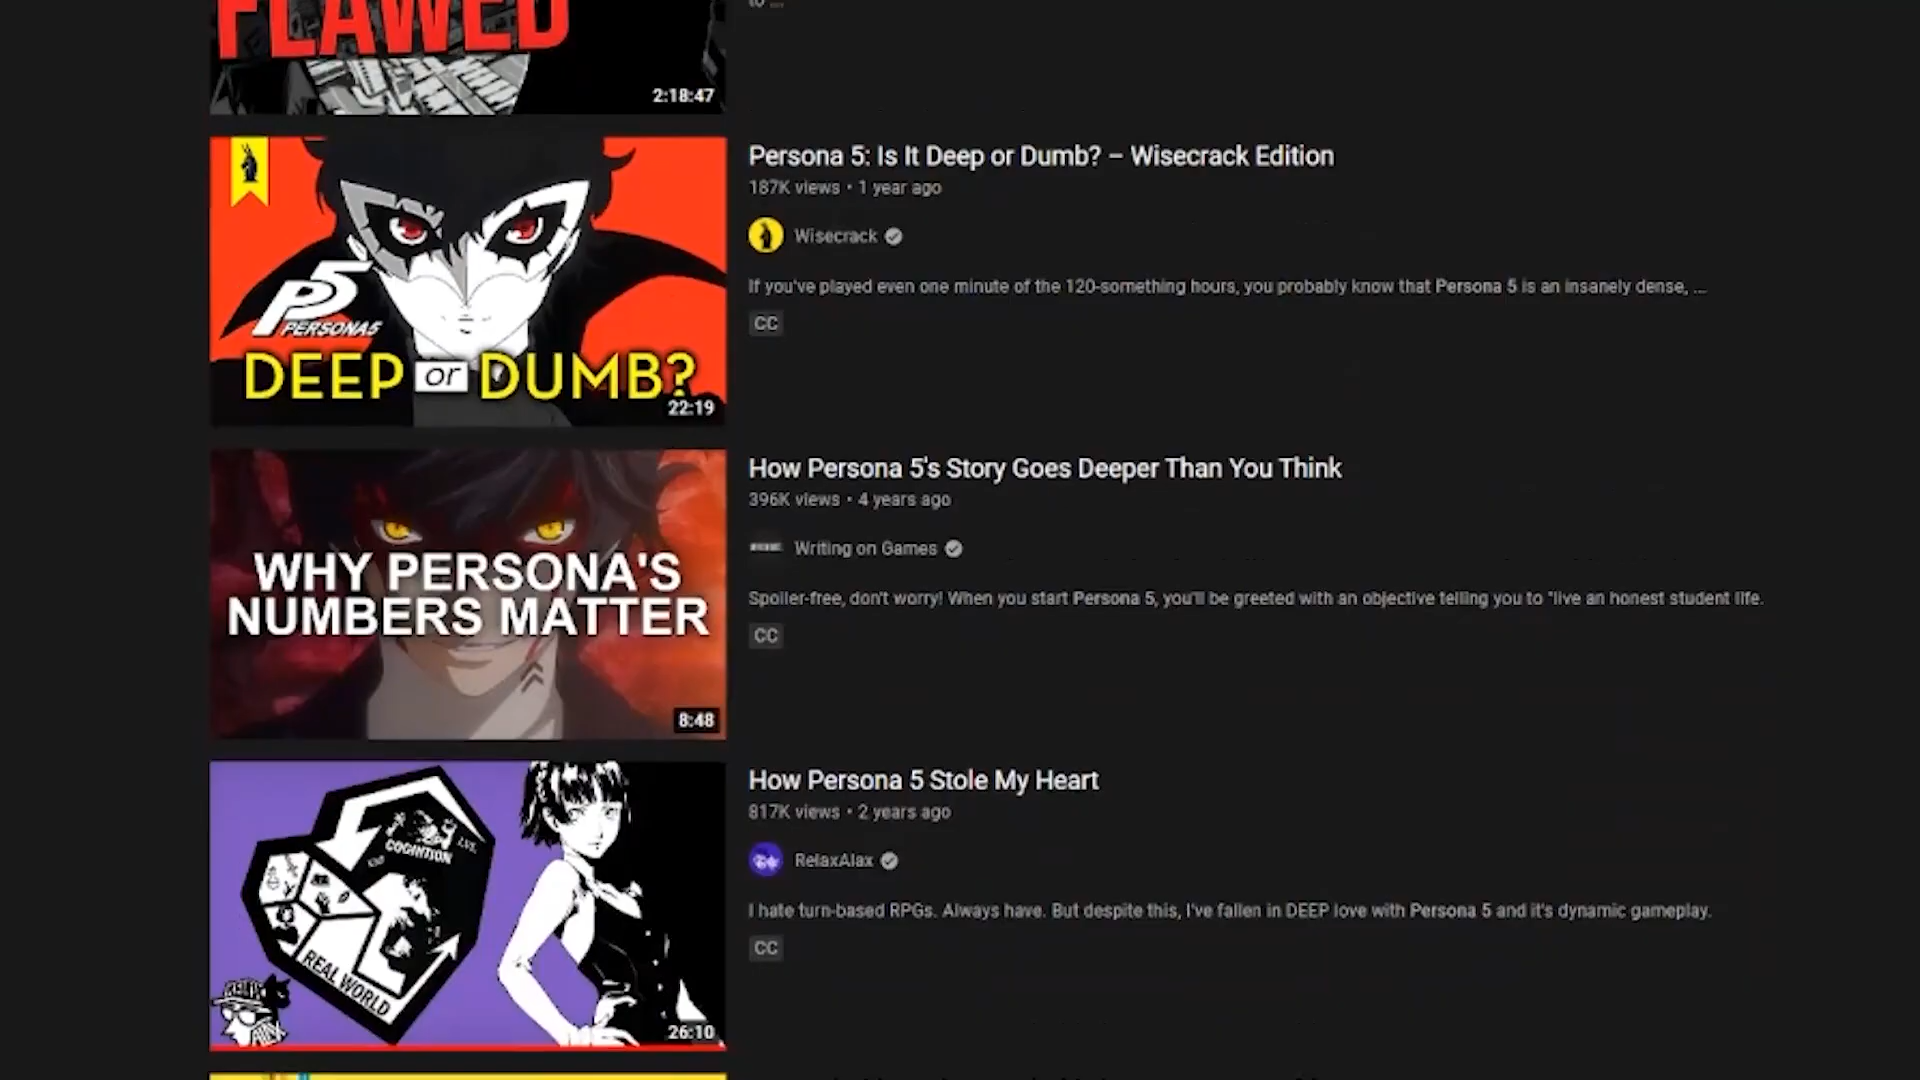 FLAWED
to ...
2:18:47
Persona 5: Is It Deep or Dumb? – Wisecrack Edition
187K views • 1 year ago
Wisecrack
If you've played even one minute of the 120-something hours, you probably know that Persona 5 is an insanely dense, ...
CC
P5
PERSONA5
DEEP or DUMB?
22:19
How Persona 5's Story Goes Deeper Than You Think
396K views • 4 years ago
Writing on Games
Spoiler-free, don't worry! When you start Persona 5, you'll be greeted with an objective telling you to "live an honest student life.
CC
WHY PERSONA'S
NUMBERS MATTER
8:48
How Persona 5 Stole My Heart
817K views • 2 years ago
RelaxAlax
I hate turn-based RPGs. Always have. But despite this, I've fallen in DEEP love with Persona 5 and it's dynamic gameplay.
CC
COGNITION
LVL
REAL WORLD
RELAX
ALAX
26:10